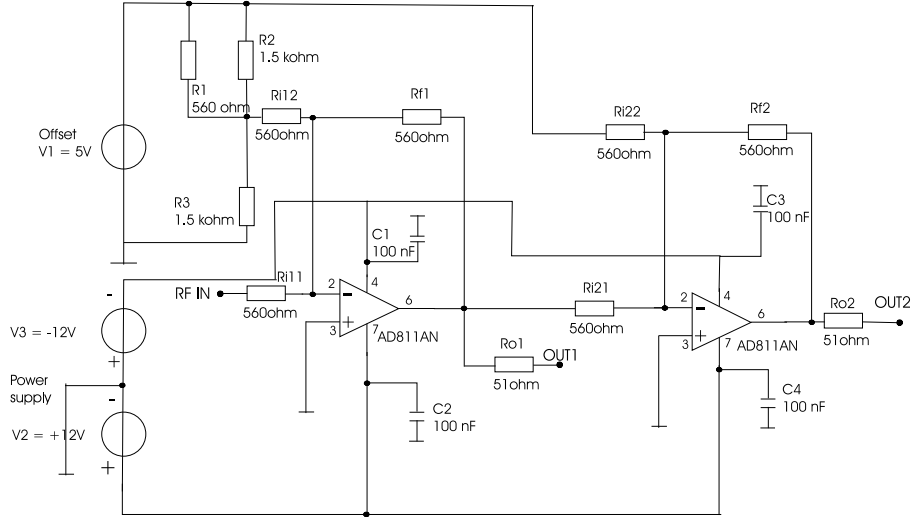 R2
1.5 kohm
R1
560 ohm
Ri12
560ohm
Rf1
560ohm
Ri22
560ohm
Rf2
560ohm
Offset
V1 = 5V
R3
1.5 kohm
C1
100 nF
C3
100 nF
RF IN
Ri11
560ohm
2
3
4
6
7
AD811AN
Ri21
560ohm
2
3
4
6
7
AD811AN
Ro2
51ohm
OUT2
Ro1
51ohm
OUT1
-
V3 = -12V
+
Power
supply
-
V2 = +12V
+
C2
100 nF
C4
100 nF